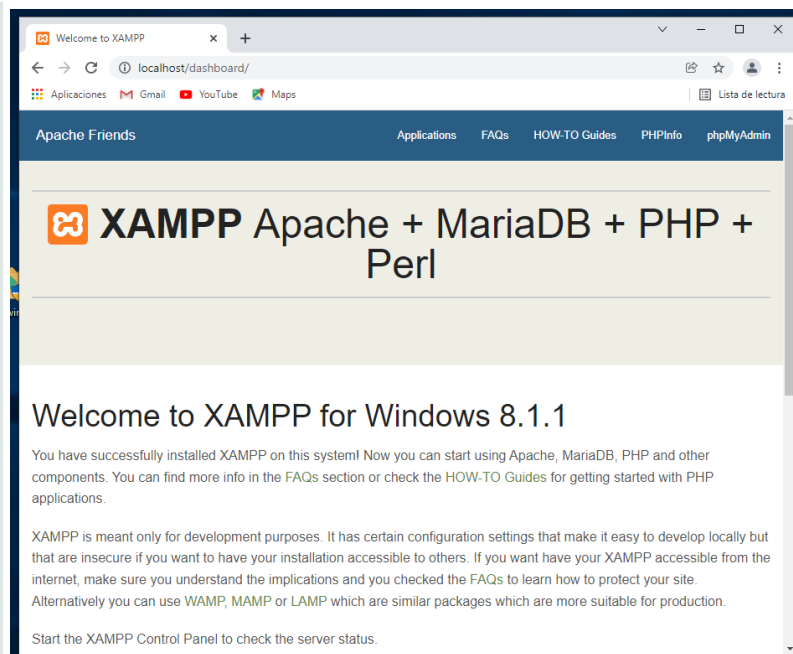 Welcome to XAMPP
localhost/dashboard/
Aplicaciones Gmail YouTube Maps Lista de lectura
Apache Friends Applications FAQs HOW-TO Guides PHPInfo phpMyAdmin
XAMPP Apache + MariaDB + PHP +
Perl
Welcome to XAMPP for Windows 8.1.1
You have successfully installed XAMPP on this system! Now you can start using Apache, MariaDB, PHP and other
components. You can find more info in the FAQs section or check the HOW-TO Guides for getting started with PHP
applications.
XAMPP is meant only for development purposes. It has certain configuration settings that make it easy to develop locally but
that are insecure if you want to have your installation accessible to others. If you want have your XAMPP accessible from the
internet, make sure you understand the implications and you checked the FAQs to learn how to protect your site.
Alternatively you can use WAMP, MAMP or LAMP which are similar packages which are more suitable for production.
Start the XAMPP Control Panel to check the server status.